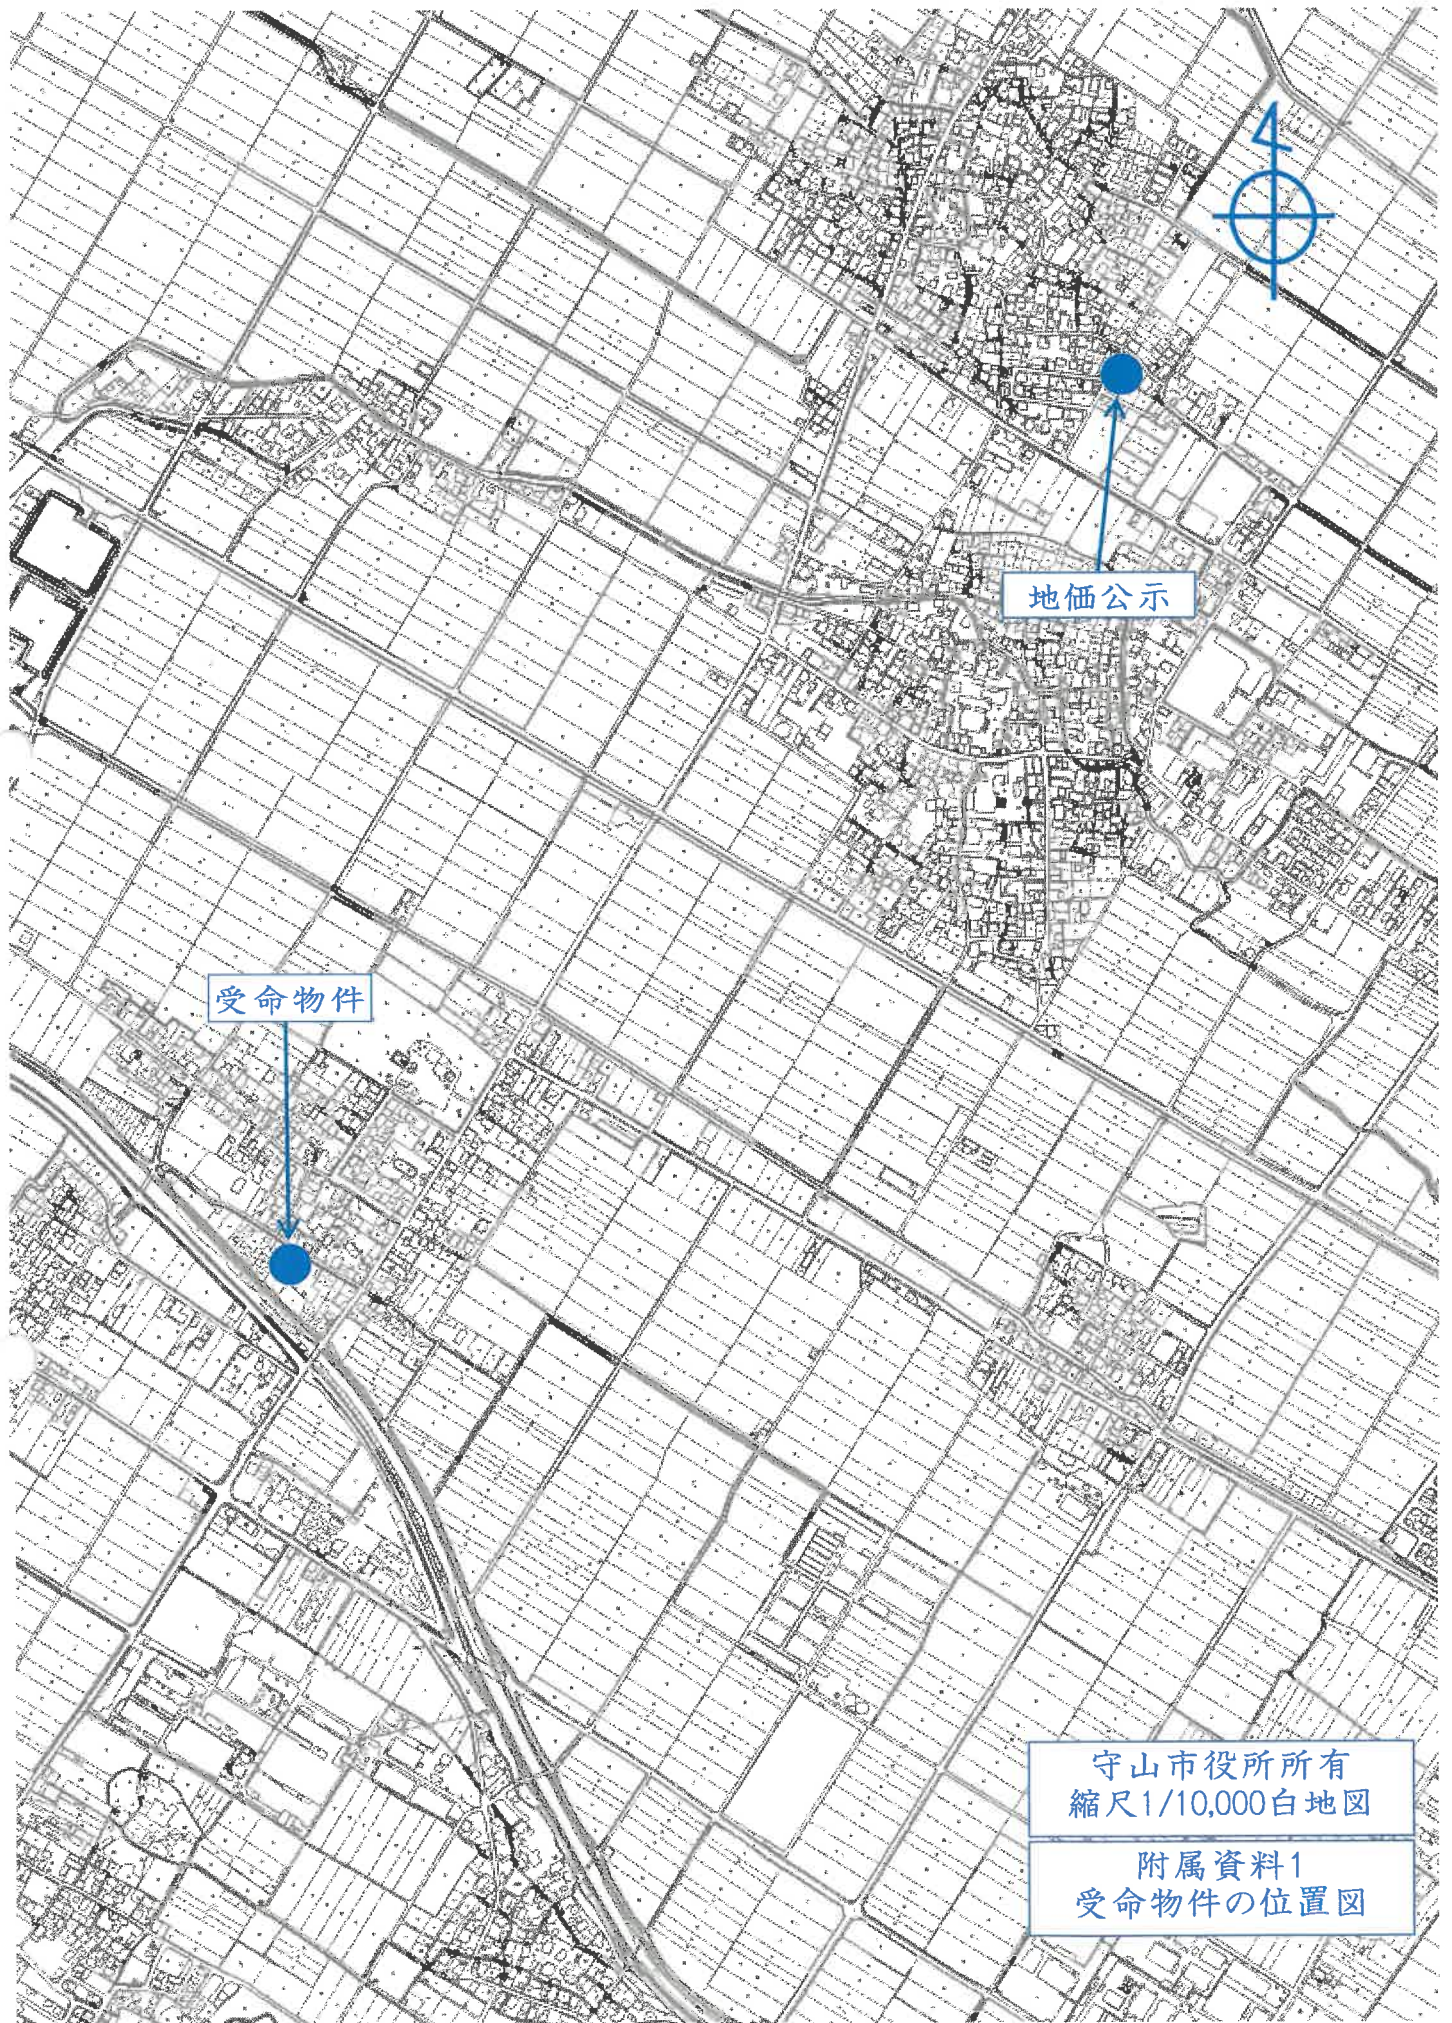 地価公示
受命物件
守山市役所所有
縮尺1/10,000白地図
附属資料1
受命物件の位置図